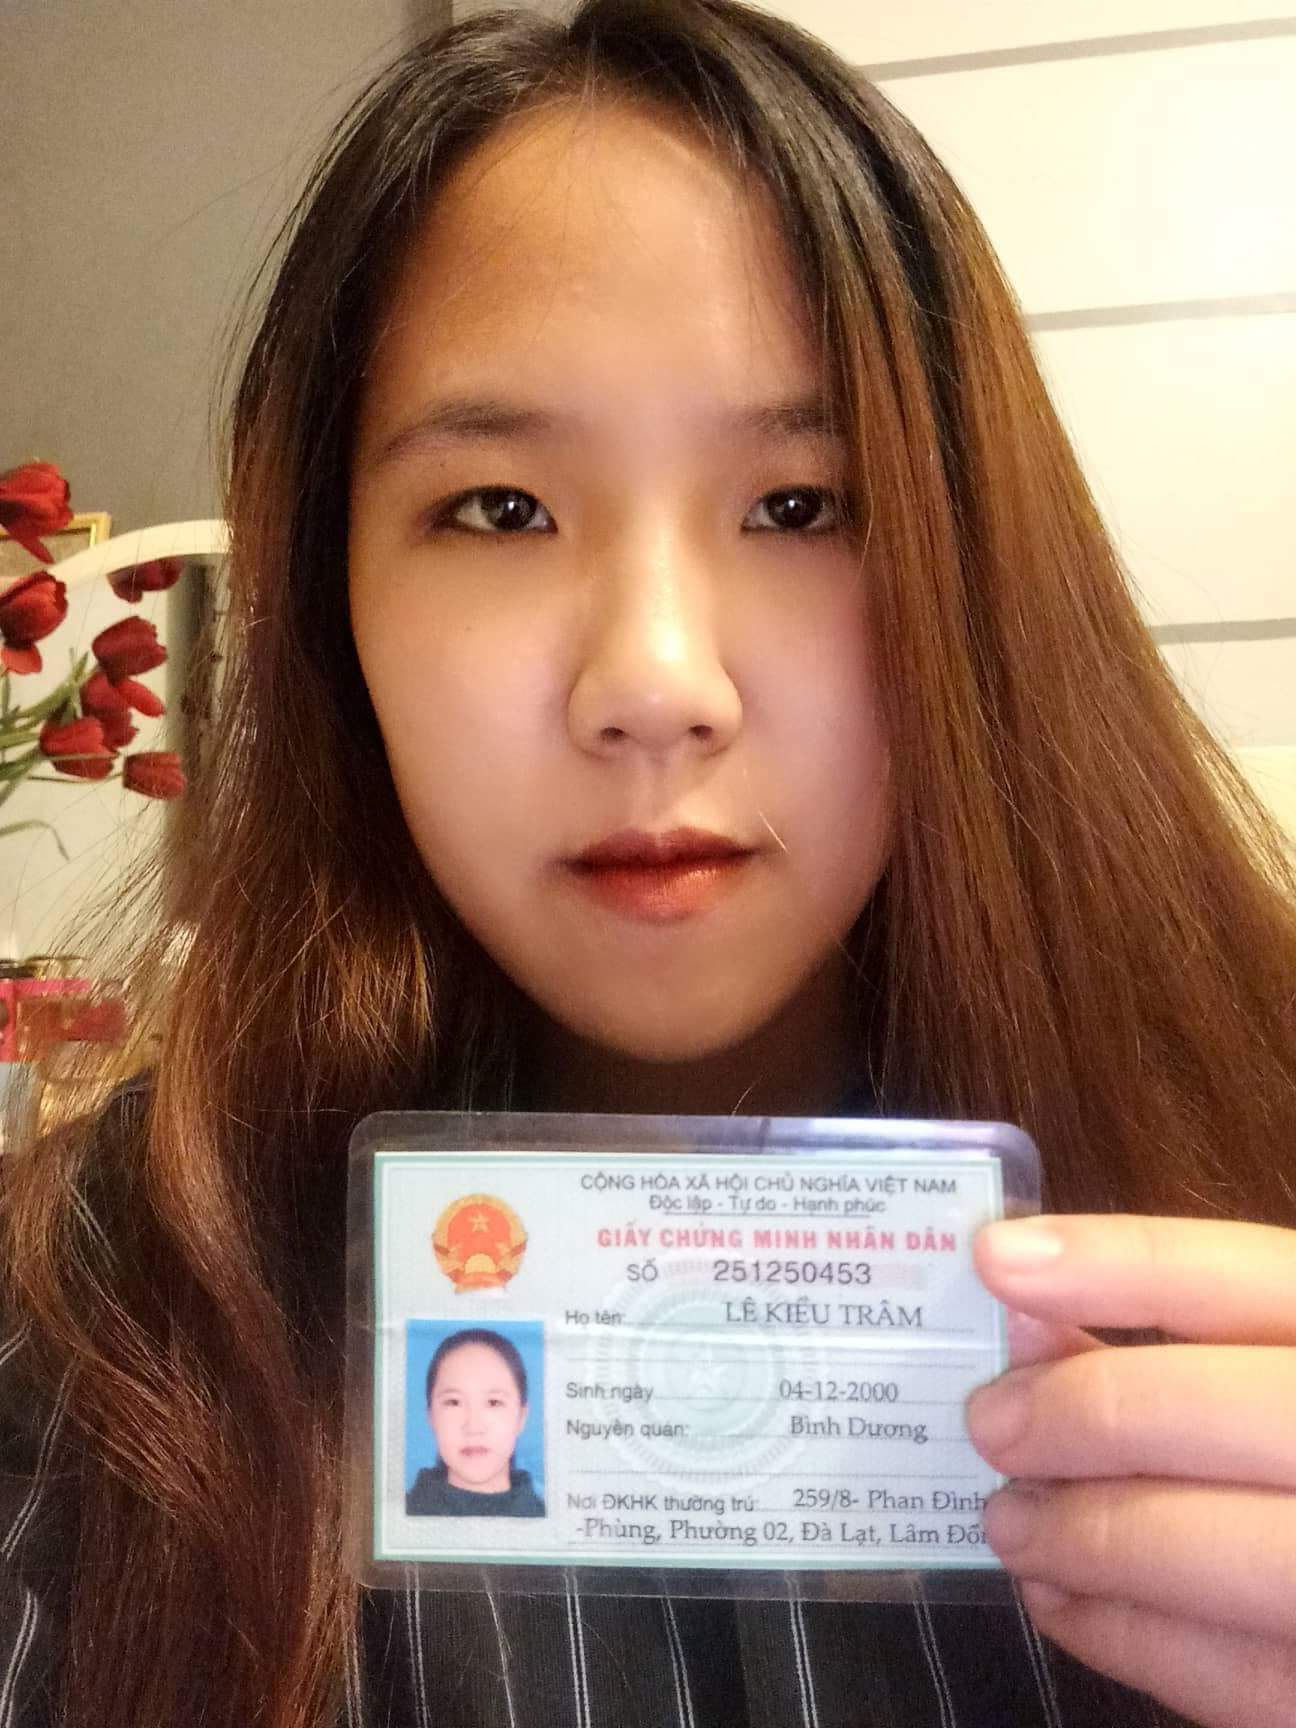 CỘNG HÒA XÃ HỘI CHỦ NGHĨA VIỆT NAM
Độc lập - Tự do - Hạnh phúc
GIẤY CHỨNG MINH NHÂN DÂN
SỐ 251250453
Họ tên: LÊ KIỀU TRÂM
Sinh ngày 04-12-2000
Nguyên quán: Bình Dương
Nơi ĐKHK thường trú: 259/8- Phan Đình
-Phùng, Phường 02, Đà Lạt, Lâm